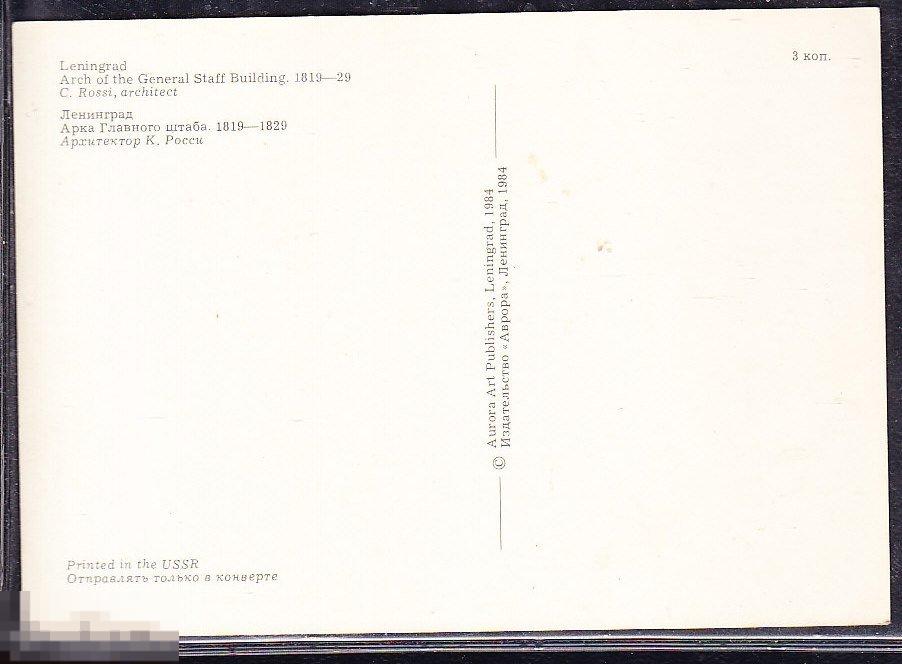 Leningrad
Arch of the General Staff Building. 1819—29
C. Rossi, architect
Ленинград
Арка Главного штаба. 1819—1829
Архитектор К. Росси
3 коп.
© Aurora Art Publishers, Leningrad, 1984
Издательство «Аврора», Ленинград, 1984
Printed in the USSR
Отправлять только в конверте